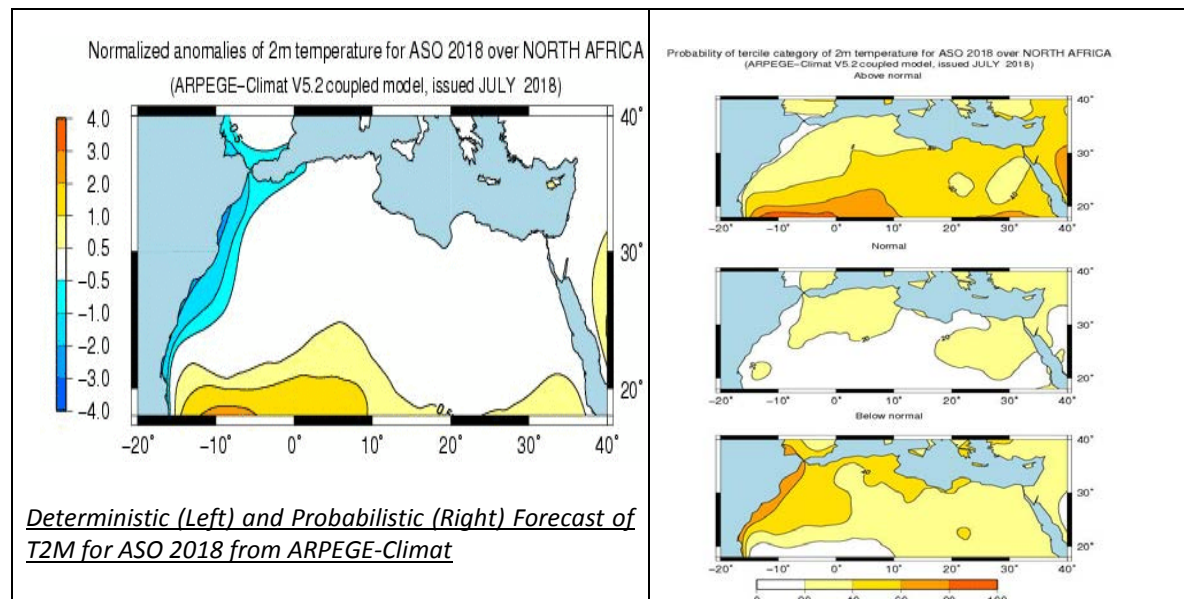 Normalized anomalies of 2m temperature for ASO 2018 over NORTH AFRICA
(ARPEGE-Climat V5.2 coupled model, issued JULY 2018)
4.0
3.0
2.0
1.0
0.5
-0.5
-1.0
-2.0
-3.0
-4.0
40°
30°
20°
0.5
-20° -10° 0° 10° 20° 30° 40°
Deterministic (Left) and Probabilistic (Right) Forecast of
T2M for ASO 2018 from ARPEGE-Climat
Probability of tercile category of 2m temperature for ASO 2018 over NORTH AFRICA
(ARPEGE-Climat V5.2 coupled model, issued JULY 2018)
Above normal
40°
30°
20°
-20° -10° 0° 10° 20° 30° 40°
Normal
40°
30°
20°
-20° -10° 0° 10° 20° 30° 40°
Below normal
40°
30°
20°
-20° -10° 0° 10° 20° 30° 40°